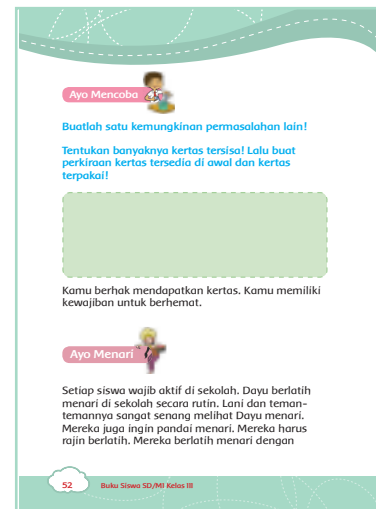 Ayo Mencoba
Buatlah satu kemungkinan permasalahan lain!
Tentukan banyaknya kertas tersisa! Lalu buat
perkiraan kertas tersedia di awal dan kertas
terpakai!
Kamu berhak mendapatkan kertas. Kamu memiliki
kewajiban untuk berhemat.
Ayo Menari
Setiap siswa wajib aktif di sekolah. Dayu berlatih
menari di sekolah secara rutin. Lani dan teman-
temannya sangat senang melihat Dayu menari.
Mereka juga ingin pandai menari. Mereka harus
rajin berlatih. Mereka berlatih menari dengan
52
Buku Siswa SD/MI Kelas III